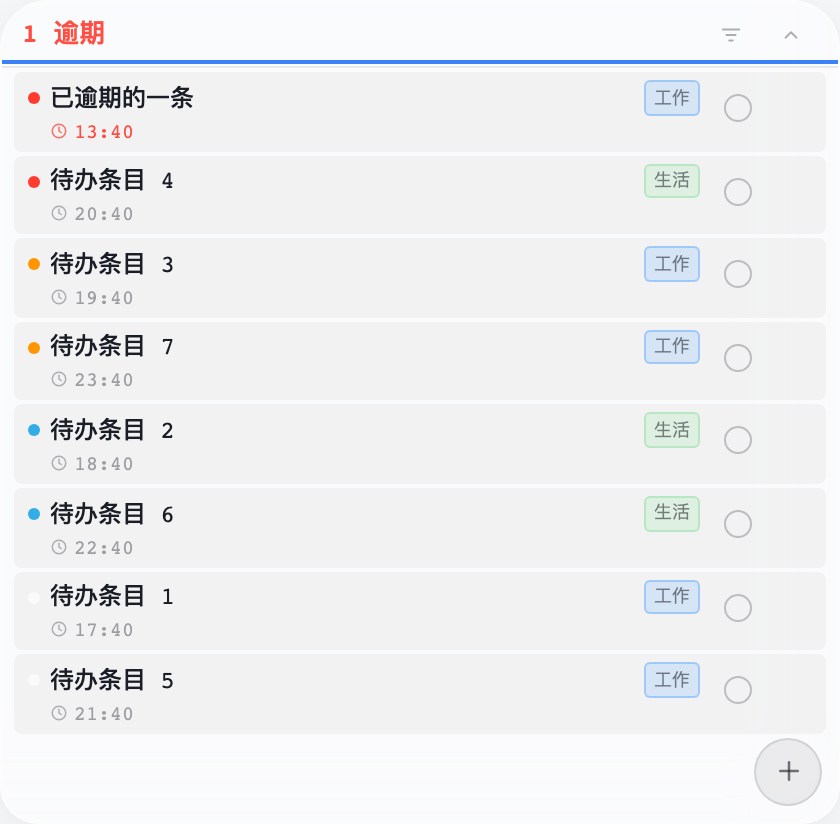 1 逾期
已逾期的一条 工作
13:40
待办条目 4 生活
20:40
待办条目 3 工作
19:40
待办条目 7 工作
23:40
待办条目 2 生活
18:40
待办条目 6 生活
22:40
待办条目 1 工作
17:40
待办条目 5 工作
21:40